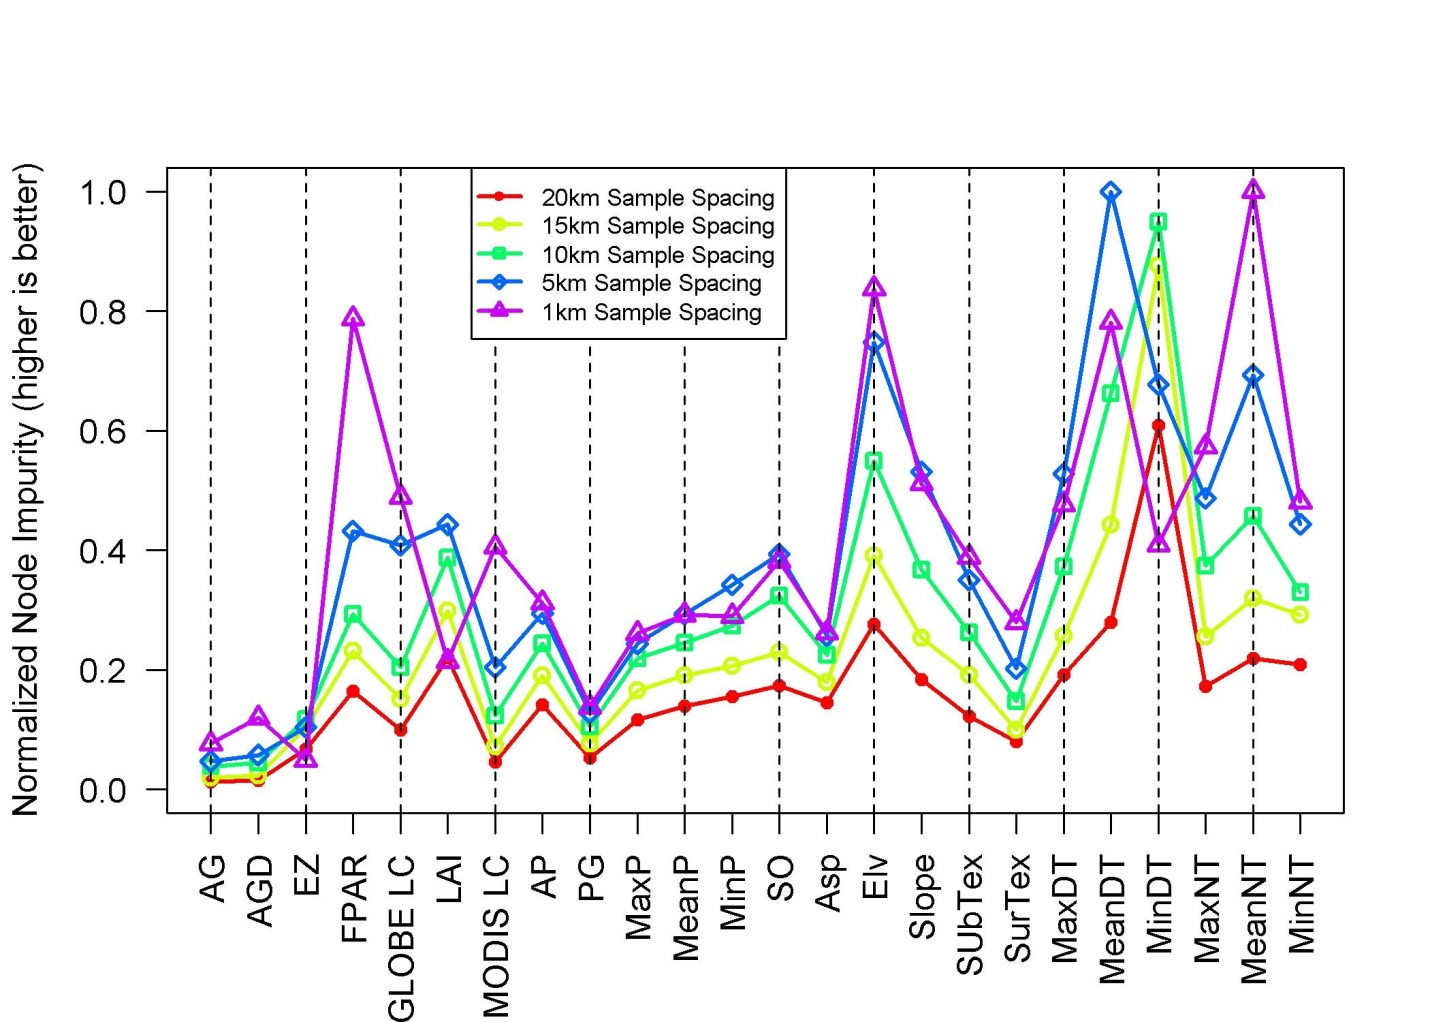 Normalized Node Impurity (higher is better)
1.0
0.8
0.6
0.4
0.2
0.0
20km Sample Spacing
15km Sample Spacing
10km Sample Spacing
5km Sample Spacing
1km Sample Spacing
AG
AGD
EZ
FPAR
GLOBE LC
LAI
MODIS LC
AP
PG
MaxP
MeanP
MinP
SO
Asp
Elv
Slope
SUbTex
SurTex
MaxDT
MeanDT
MinDT
MaxNT
MeanNT
MinNT